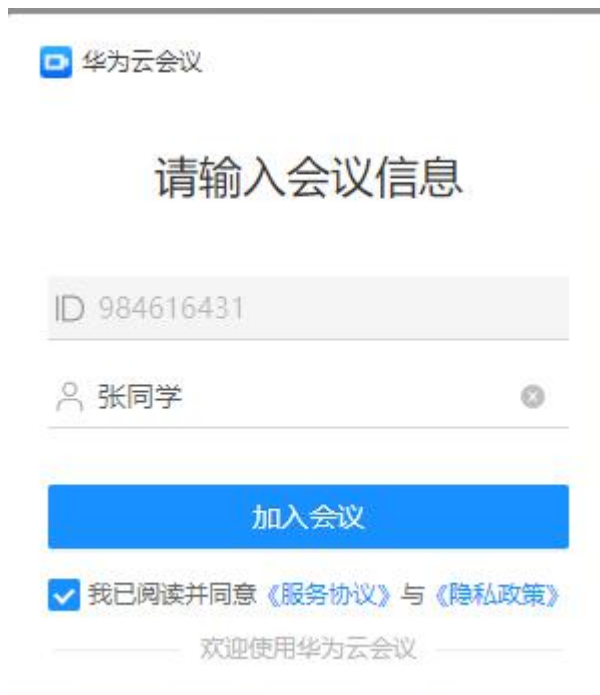 华为云会议
请输入会议信息
ID 984616431
张同学
加入会议
我已阅读并同意《服务协议》与《隐私政策》
欢迎使用华为云会议